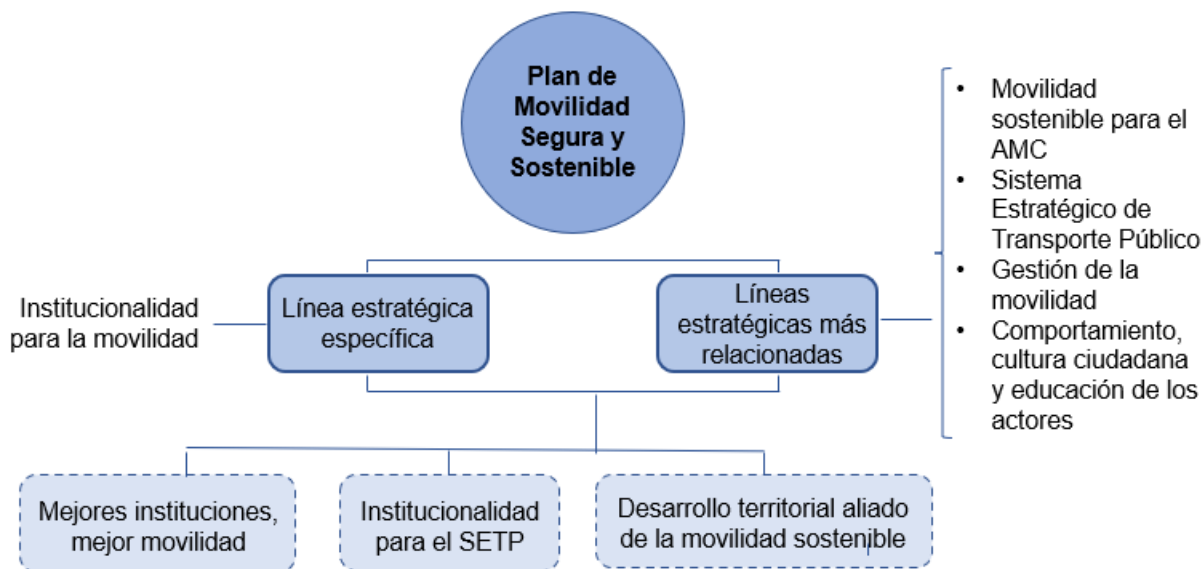 Plan de
Movilidad
Segura y
Sostenible
Institucionalidad
para la movilidad
Línea estratégica
específica
Líneas
estratégicas más
relacionadas
• Movilidad
sostenible para el
AMC
• Sistema
Estratégico de
Transporte Público
• Gestión de la
movilidad
• Comportamiento,
cultura ciudadana
y educación de los
actores
Mejores instituciones,
mejor movilidad
Institucionalidad
para el SETP
Desarrollo territorial aliado
de la movilidad sostenible